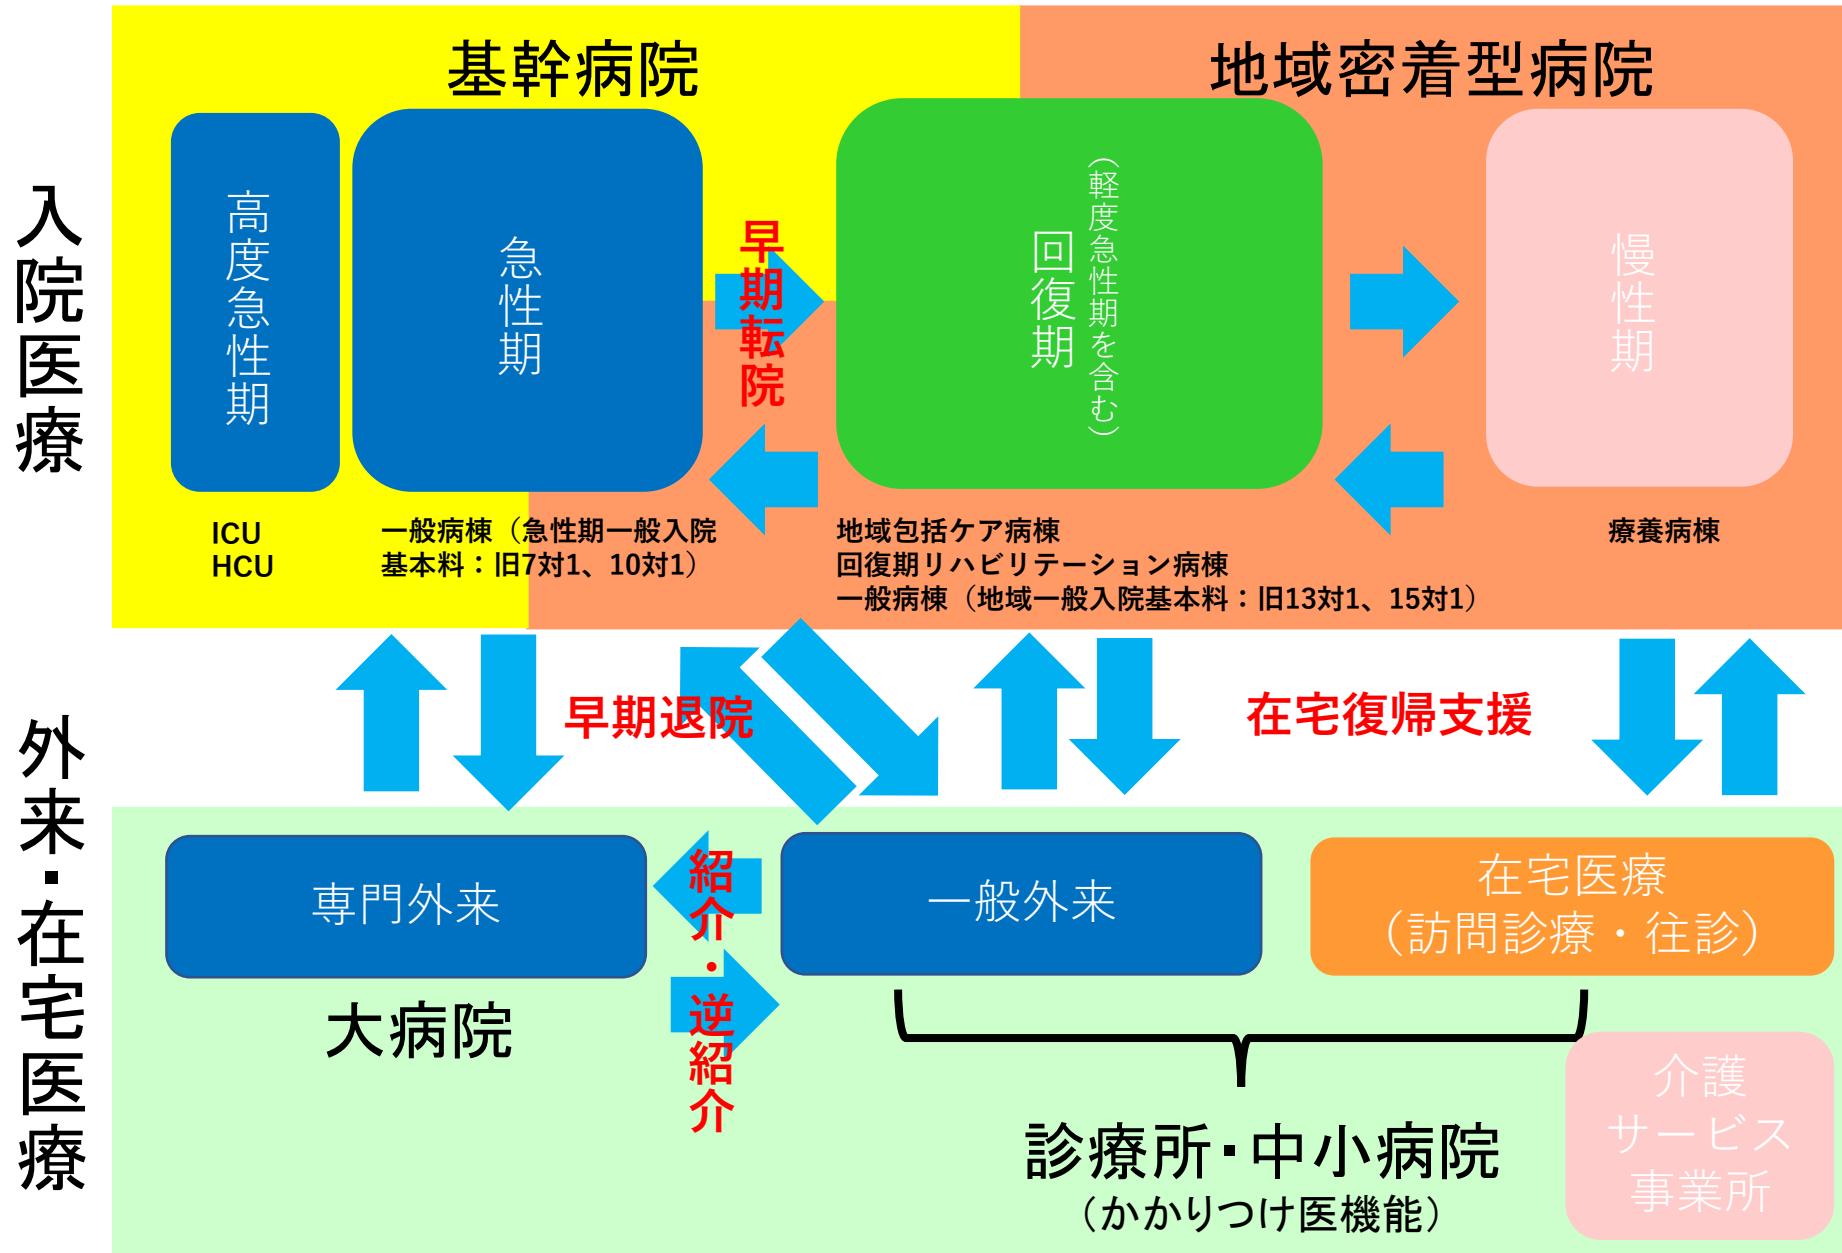 基幹病院
地域密着型病院
入院医療
高度急性期
急性期
早期転院
回復期
（軽度急性期を含む）
慢性期
ICU
HCU
一般病棟（急性期一般入院
基本料：旧7対1、10対1）
地域包括ケア病棟
回復期リハビリテーション病棟
一般病棟（地域一般入院基本料：旧13対1、15対1）
療養病棟
早期退院
在宅復帰支援
外来・在宅医療
専門外来
紹介・逆紹介
一般外来
在宅医療
（訪問診療・往診）
大病院
診療所・中小病院
（かかりつけ医機能）
介護
サービス
事業所